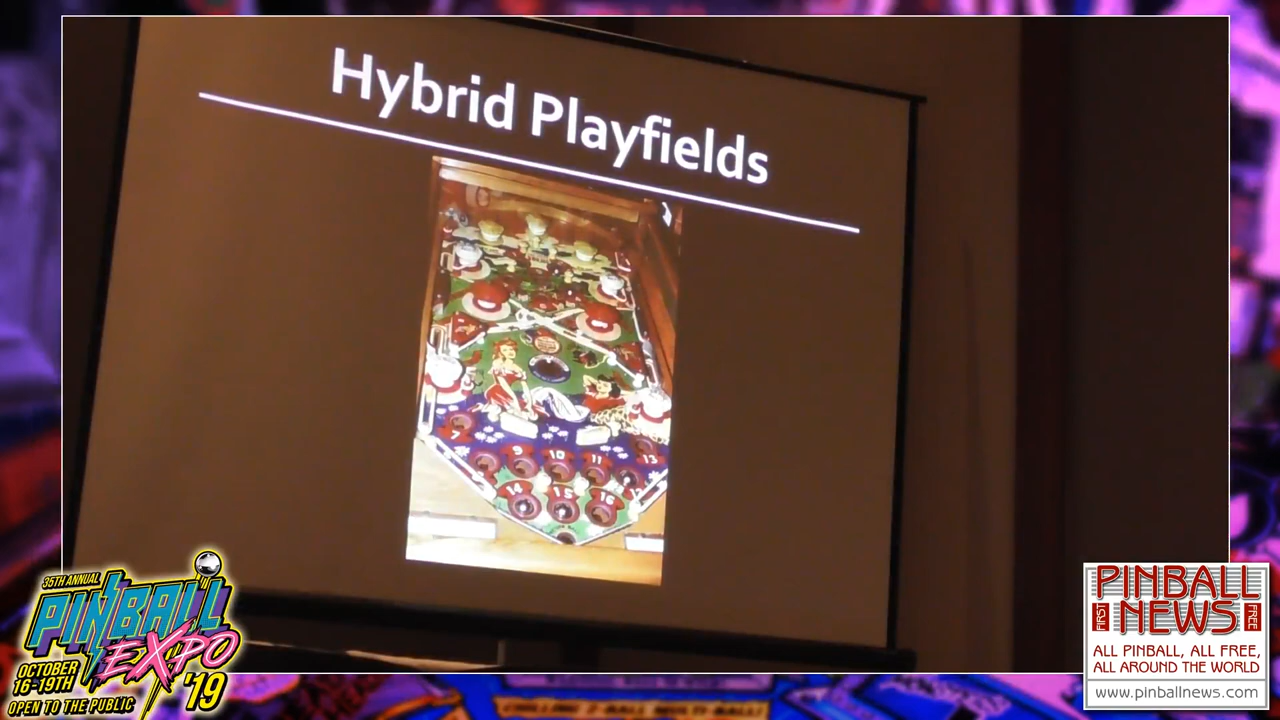 Hybrid Playfields
7
9
10
11
13
14
15
16
35TH ANNUAL
PINBALL
EXPO
OCTOBER
16-19TH
'19
OPEN TO THE PUBLIC
PINBALL
FIRST
NEWS
FREE
ALL PINBALL, ALL FREE,
ALL AROUND THE WORLD
www.pinballnews.com